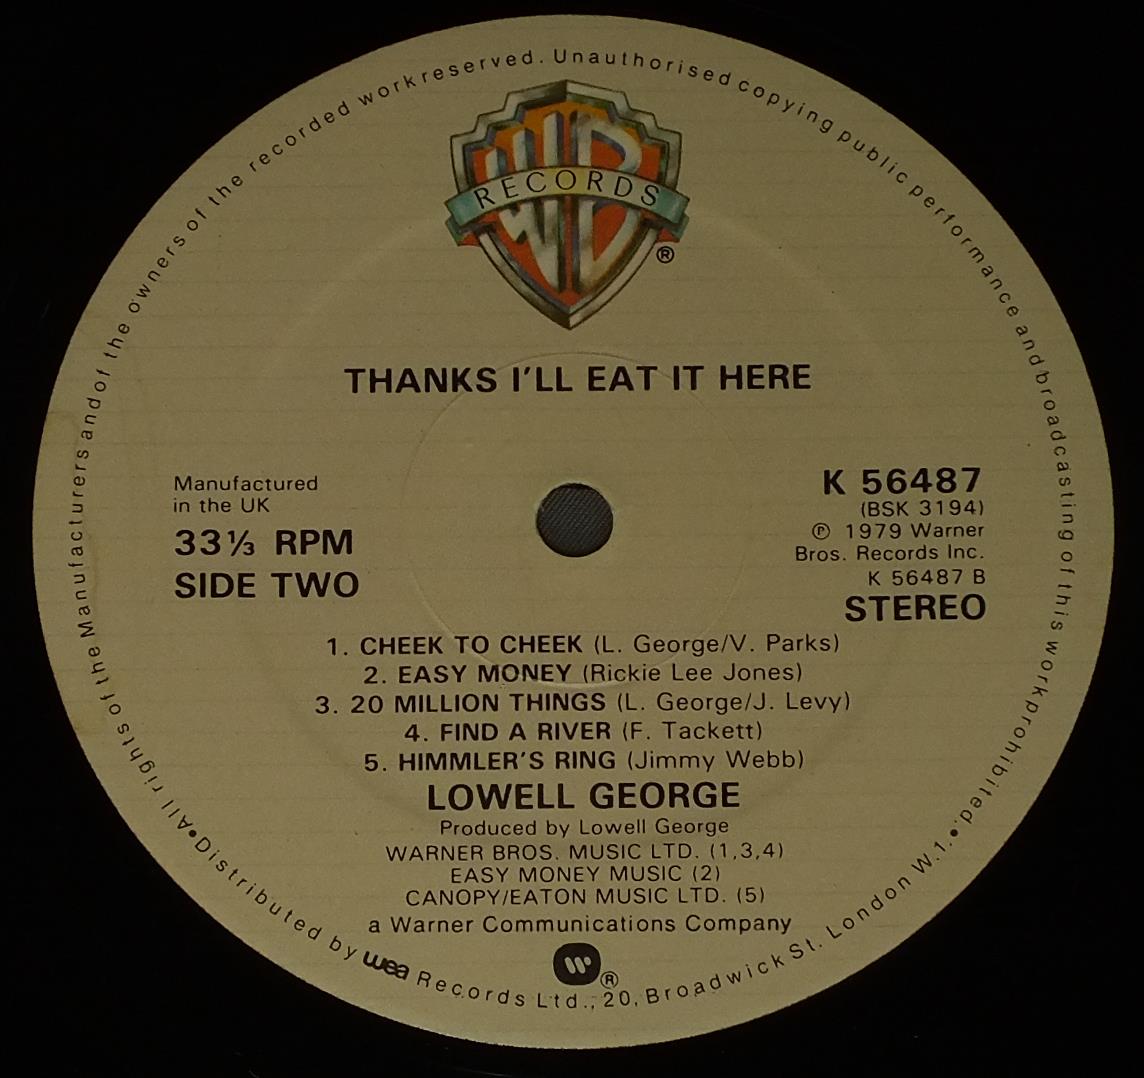 All rights of the Manufacturers and of the owners of the recorded work reserved. Unauthorised copying public performance and broadcasting of this work prohibited.
WB
RECORDS
®
THANKS I'LL EAT IT HERE
Manufactured
in the UK
33⅓ RPM
SIDE TWO
K 56487
(BSK 3194)
℗ 1979 Warner
Bros. Records Inc.
K 56487 B
STEREO
1. CHEEK TO CHEEK (L. George/V. Parks)
2. EASY MONEY (Rickie Lee Jones)
3. 20 MILLION THINGS (L. George/J. Levy)
4. FIND A RIVER (F. Tackett)
5. HIMMLER'S RING (Jimmy Webb)
LOWELL GEORGE
Produced by Lowell George
WARNER BROS. MUSIC LTD. (1,3,4)
EASY MONEY MUSIC (2)
CANOPY/EATON MUSIC LTD. (5)
a Warner Communications Company
®
•Distributed by wea Records Ltd., 20, Broadwick St. London W.1.•